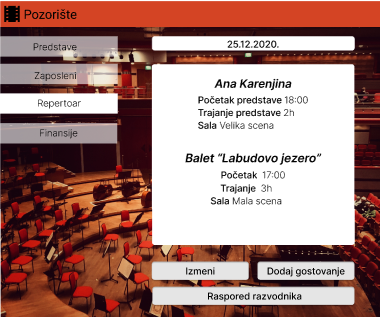 Pozorište
Predstave
Zaposleni
Repertoar
Finansije
25.12.2020.
Ana Karenjina
Početak predstave 18:00
Trajanje predstave 2h
Sala Velika scena
Balet “Labudovo jezero”
Početak 17:00
Trajanje 3h
Sala Mala scena
Izmeni
Dodaj gostovanje
Raspored razvodnika